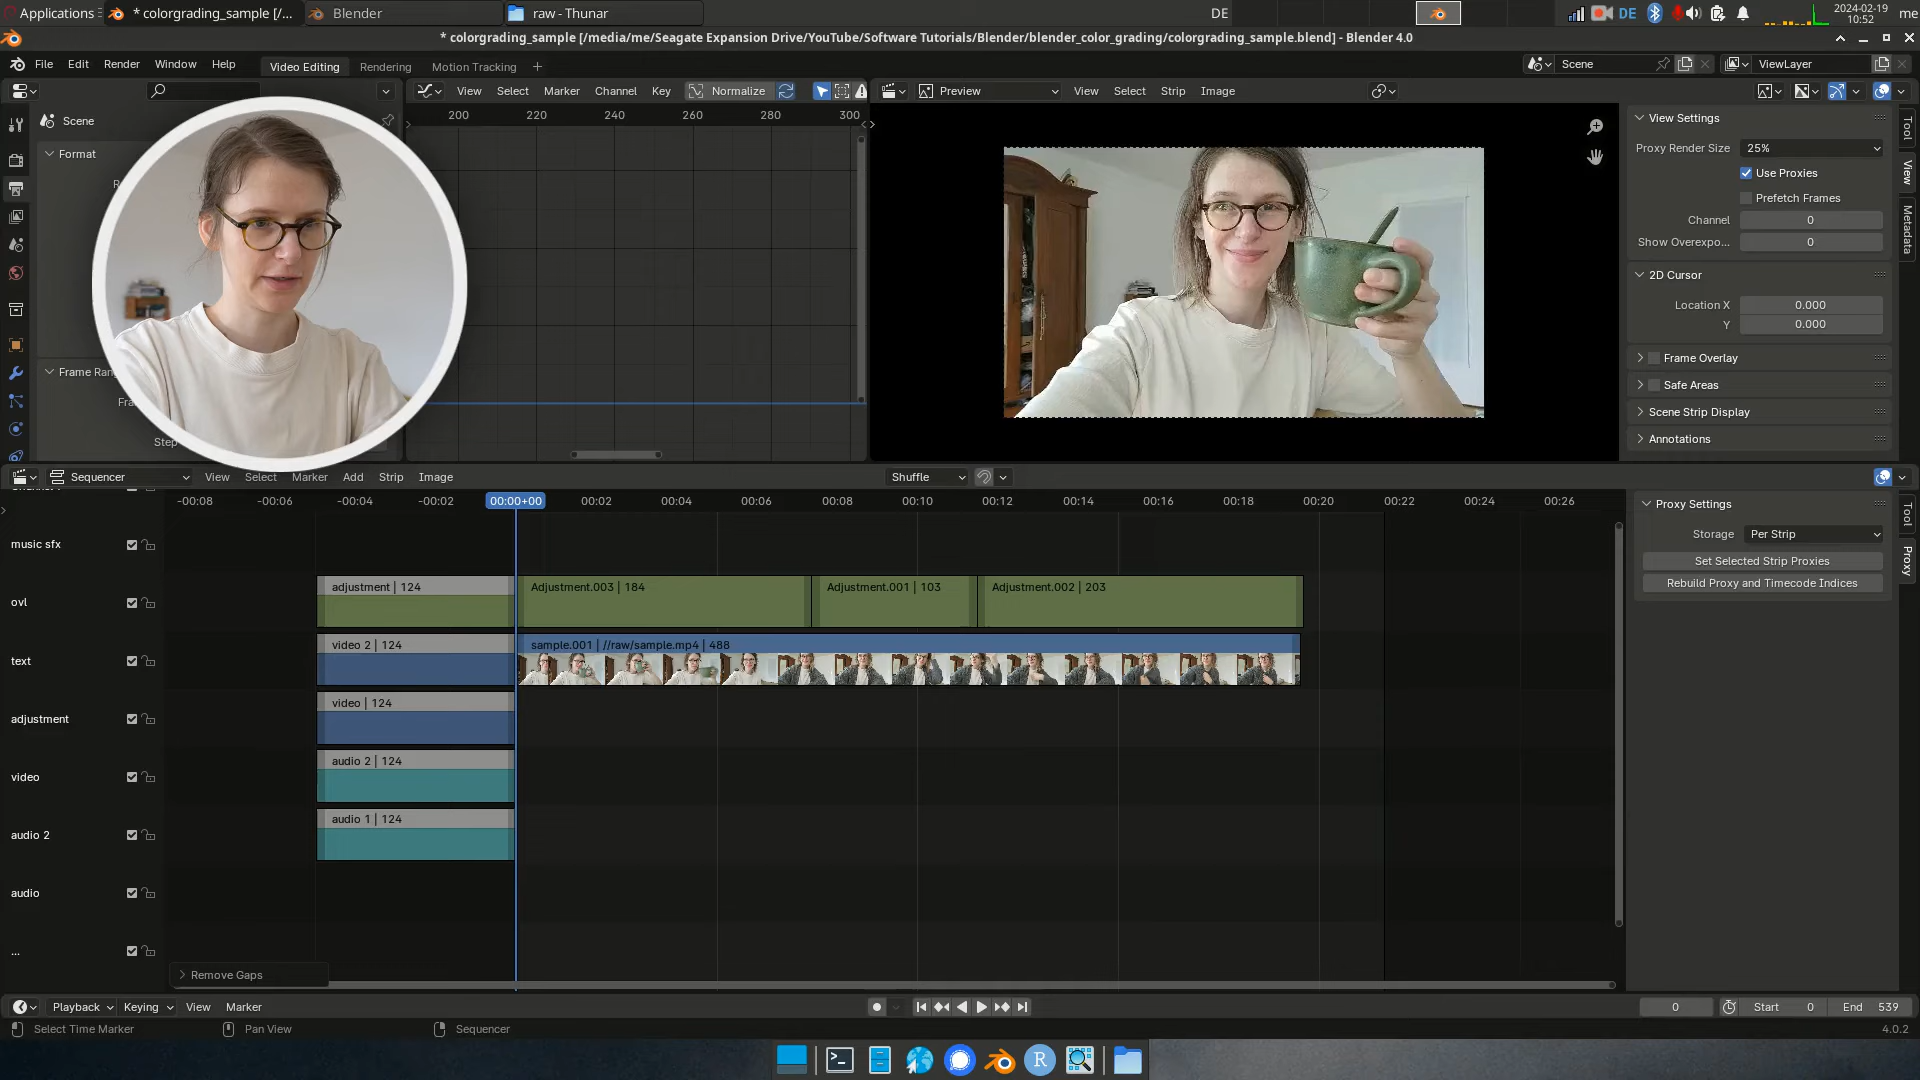 Applications * colorgrading_sample [/... Blender raw - Thunar DE DE 2024-02-19 me
10:52
* colorgrading_sample [/media/me/Seagate Expansion Drive/YouTube/Software Tutorials/Blender/blender_color_grading/colorgrading_sample.blend] - Blender 4.0
File Edit Render Window Help Video Editing Rendering Motion Tracking + Scene ViewLayer
View Select Marker Channel Key Normalize Preview View Select Strip Image
200 220 240 260 280 300
Scene
Format
Frame Ran
Fra
Step
View Settings
Proxy Render Size 25%
Use Proxies
Prefetch Frames
Channel 0
Show Overexpo... 0
2D Cursor
Location X 0.000
Y 0.000
Frame Overlay
Safe Areas
Scene Strip Display
Annotations
Tool
View
Metadata
Sequencer View Select Marker Add Strip Image Shuffle
-00:08 -00:06 -00:04 -00:02 00:00+00 00:02 00:04 00:06 00:08 00:10 00:12 00:14 00:16 00:18 00:20 00:22 00:24 00:26
music sfx
ovl
text
adjustment
video
audio 2
audio
...
adjustment | 124 Adjustment.003 | 184 Adjustment.001 | 103 Adjustment.002 | 203
video 2 | 124 sample.001 | //raw/sample.mp4 | 488
video | 124
audio 2 | 124
audio 1 | 124
Remove Gaps
Proxy Settings
Storage Per Strip
Set Selected Strip Proxies
Rebuild Proxy and Timecode Indices
Tool
Proxy
Playback Keying View Marker 0 Start 0 End 539
Select Time Marker Pan View Sequencer 4.0.2